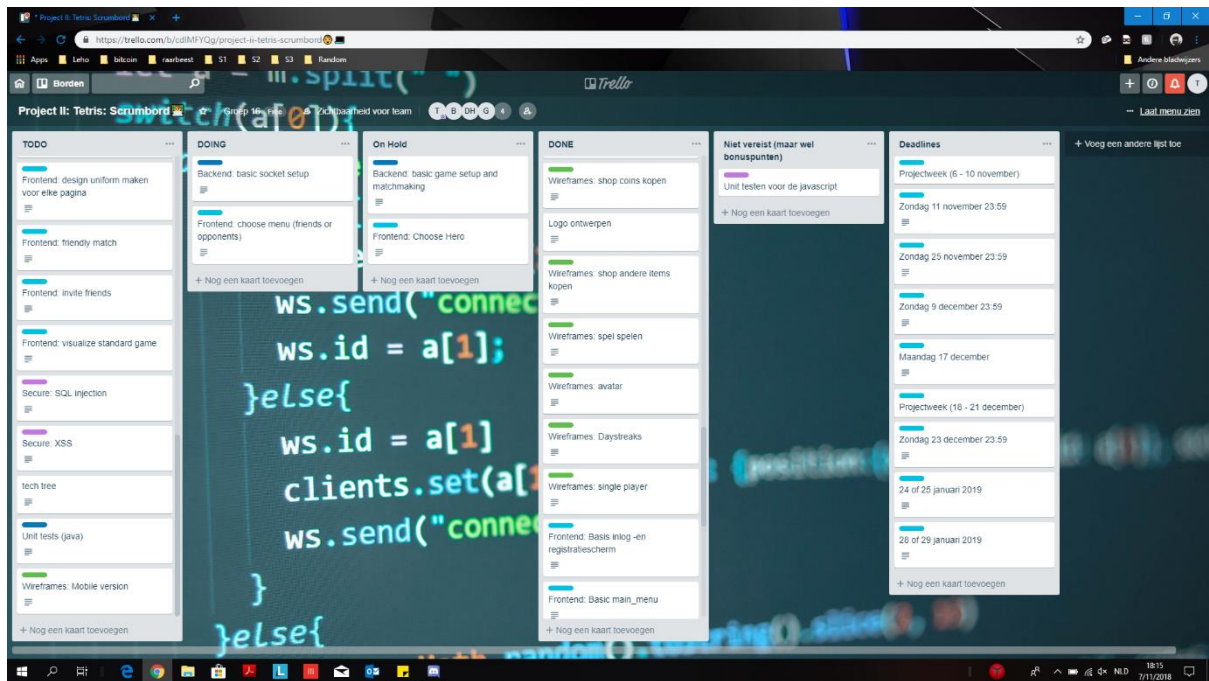 * Project II: Tetris: Scrumbord
https://trello.com/b/cdIMFYQg/project-ii-tetris-scrumbord
Apps Leho bitcoin raarbeest S1 S2 S3 Random Andere bladwijzers
Borden Trello
Project II: Tetris: Scrumbord Groep 16 Free Zichtbaarheid voor team T B DH G 4 Laat menu zien
TODO
Frontend: design uniform maken
voor elke pagina
Frontend: friendly match
Frontend: invite friends
Frontend: visualize standard game
Secure: SQL injection
Secure: XSS
tech tree
Unit tests (java)
Wireframes: Mobile version
+ Nog een kaart toevoegen
DOING
Backend: basic socket setup
Frontend: choose menu (friends or
opponents)
+ Nog een kaart toevoegen
On Hold
Backend: basic game setup and
matchmaking
Frontend: Choose Hero
+ Nog een kaart toevoegen
DONE
Wireframes: shop coins kopen
Logo ontwerpen
Wireframes: shop andere items
kopen
Wireframes: spel spelen
Wireframes: avatar
Wireframes: Daystreaks
Wireframes: single player
Frontend: Basis inlog -en
registratiescherm
Frontend: Basic main_menu
+ Nog een kaart toevoegen
Niet vereist (maar wel
bonuspunten)
Unit testen voor de javascript
+ Nog een kaart toevoegen
Deadlines
Projectweek (6 - 10 november)
Zondag 11 november 23:59
Zondag 25 november 23:59
Zondag 9 december 23:59
Maandag 17 december
Projectweek (18 - 21 december)
Zondag 23 december 23:59
24 of 25 januari 2019
28 of 29 januari 2019
+ Nog een kaart toevoegen
+ Voeg een andere lijst toe
m.split(" ")
switch(a[0]){
ws.send("connec
ws.id = a[1];
}else{
ws.id = a[1]
clients.set(a[
ws.send("connec
}
}else{
NLD 18:15
7/11/2018